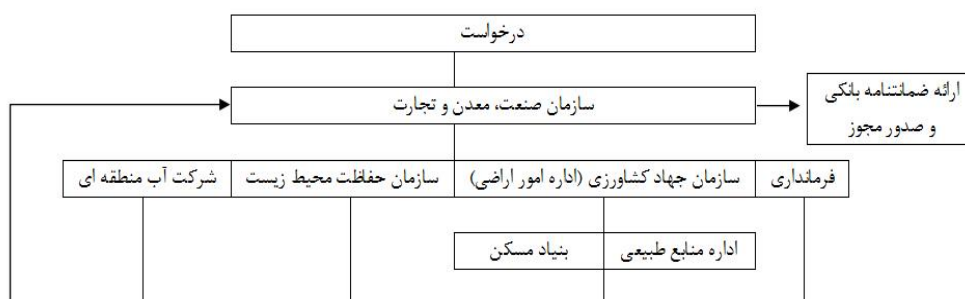 درخواست
سازمان صنعت، معدن و تجارت
ارائه ضمانتنامه بانکی
و صدور مجوز
فرمانداری
سازمان جهاد کشاورزی (اداره امور اراضی)
سازمان حفاظت محیط زیست
شرکت آب منطقه ای
اداره منابع طبیعی
بنیاد مسکن